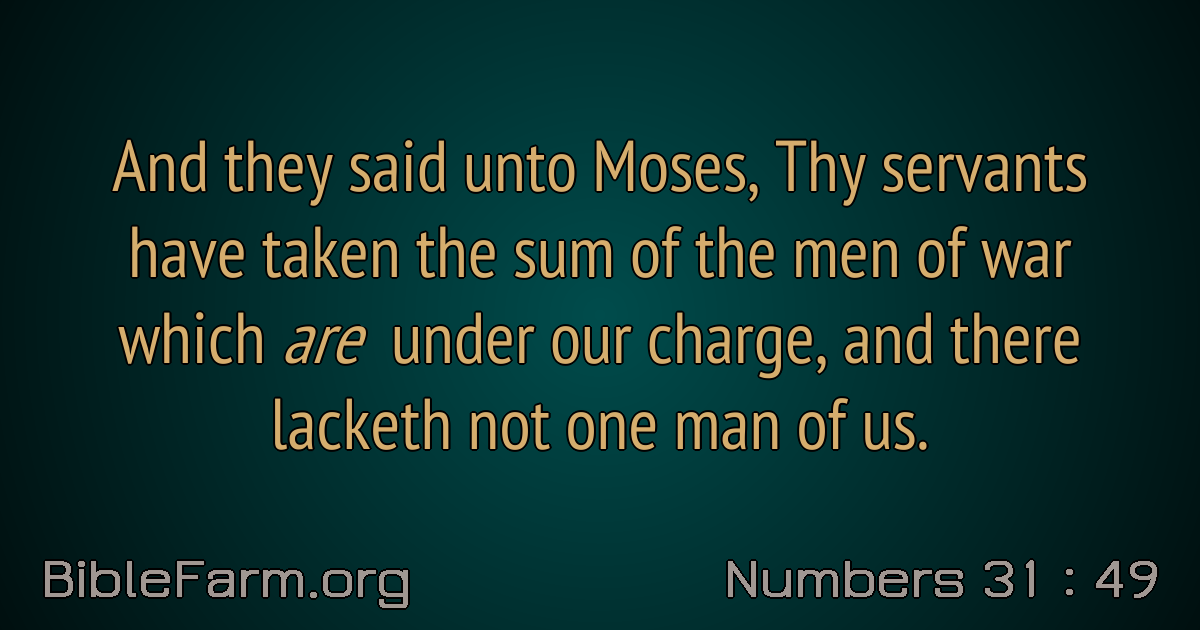 And they said unto Moses, Thy servants
have taken the sum of the men of war
which are under our charge, and there
lacketh not one man of us.
BibleFarm.org
Numbers 31 : 49